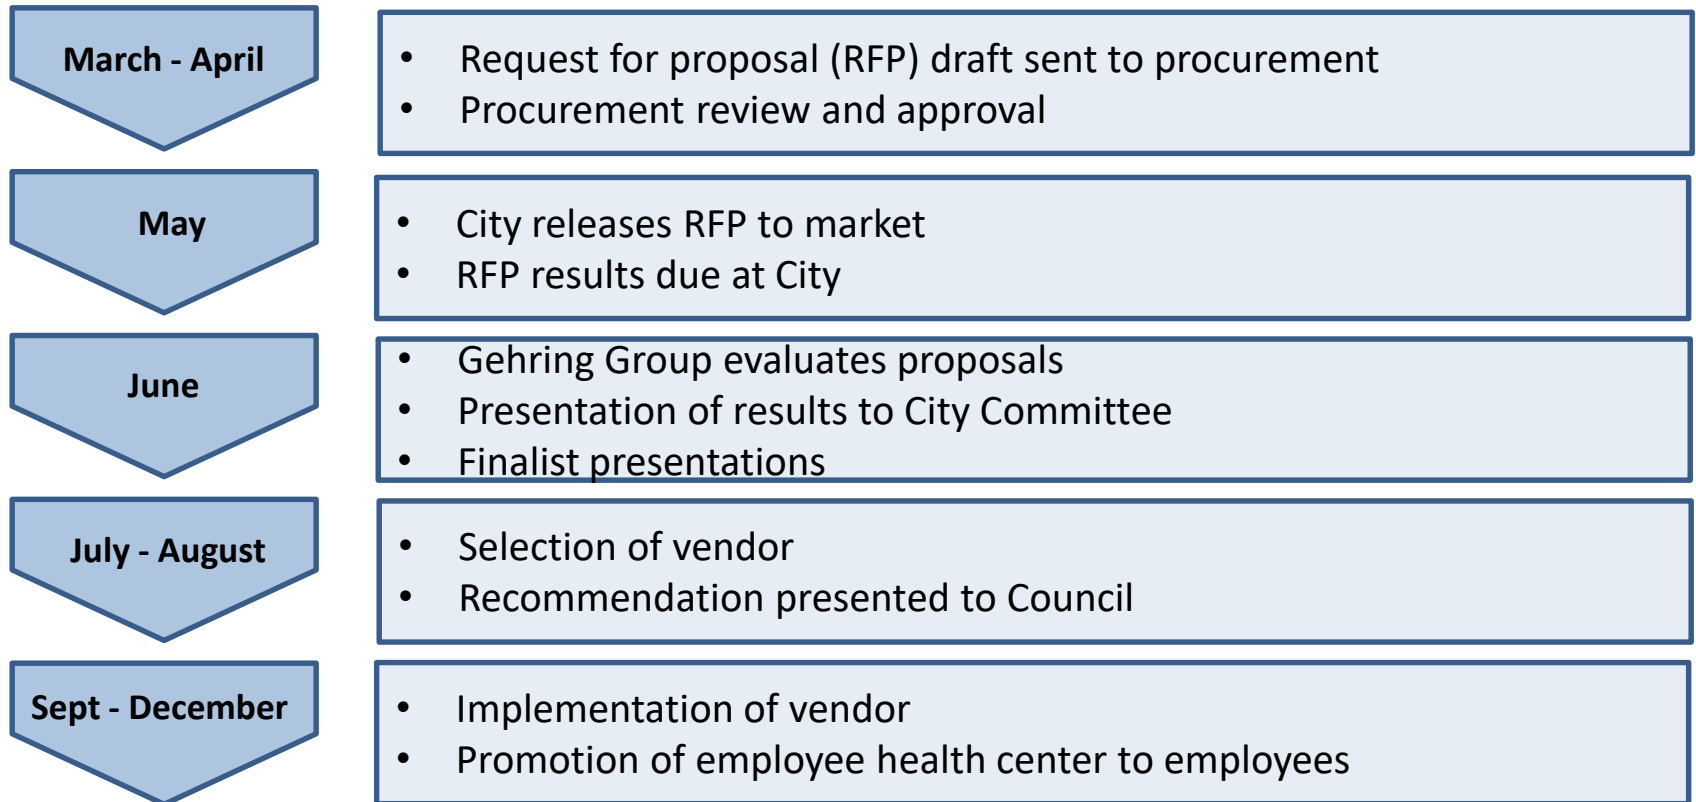 March - April
• Request for proposal (RFP) draft sent to procurement
• Procurement review and approval
May
• City releases RFP to market
• RFP results due at City
June
• Gehring Group evaluates proposals
• Presentation of results to City Committee
• Finalist presentations
July - August
• Selection of vendor
• Recommendation presented to Council
Sept - December
• Implementation of vendor
• Promotion of employee health center to employees